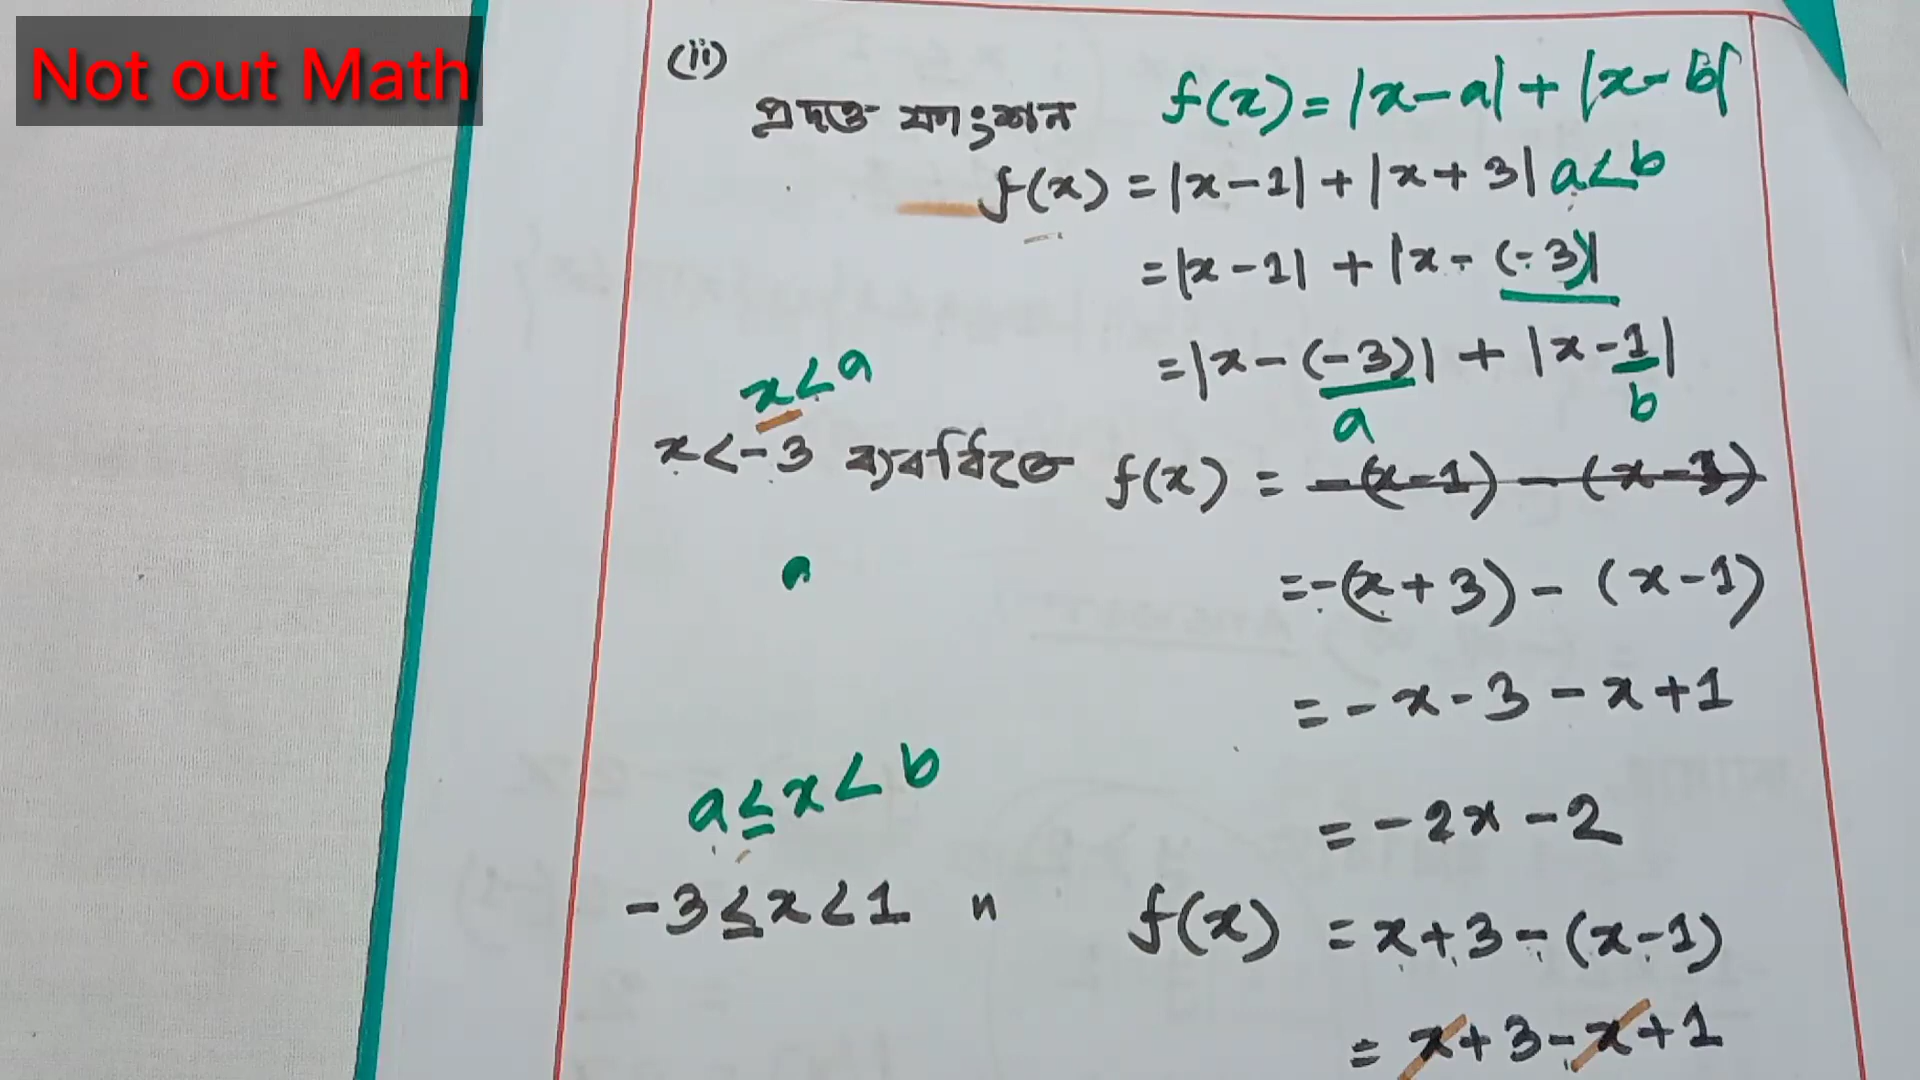 Not out Math
(ii)
প্রদত্ত ফাংশান f(x) = |x-a| + |x-b|
f(x) = |x-1| + |x+3| a<b
= |x-1| + |x-(-3)|
= |x-(-3)| + |x-1|
a b
x<a
x<-3 ব্যবধিতে f(x) = -(x-1) - (x-3)
a
= -(x+3) - (x-1)
= -x-3-x+1
= -2x-2
a≤x<b
-3≤x<1 " f(x) = x+3-(x-1)
= x+3-x+1